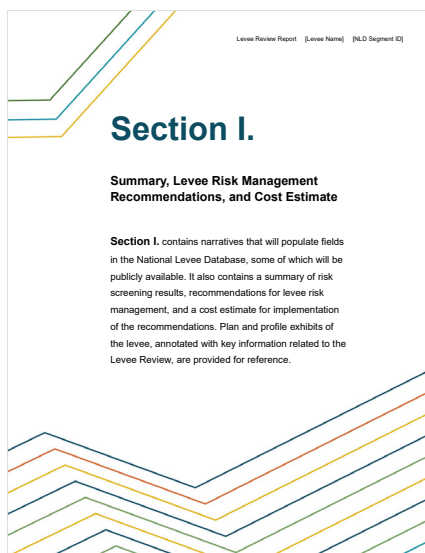 Levee Review Report [Levee Name] [NLD Segment ID]
Section I.
Summary, Levee Risk Management
Recommendations, and Cost Estimate
Section I. contains narratives that will populate fields
in the National Levee Database, some of which will be
publicly available. It also contains a summary of risk
screening results, recommendations for levee risk
management, and a cost estimate for implementation
of the recommendations. Plan and profile exhibits of
the levee, annotated with key information related to the
Levee Review, are provided for reference.